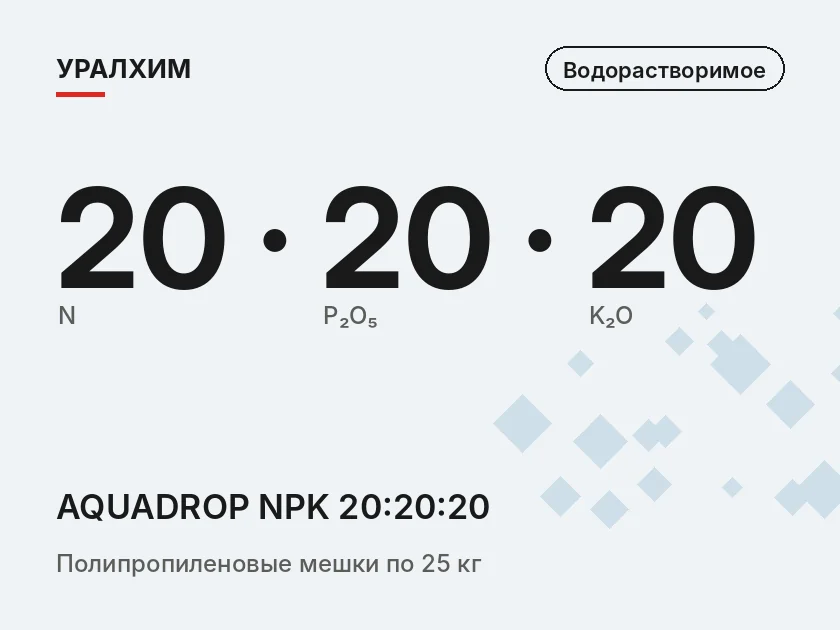 УРАЛХИМ
Водорастворимое
20 · 20 · 20
N P₂O₅ K₂O
AQUADROP NPK 20:20:20
Полипропиленовые мешки по 25 кг